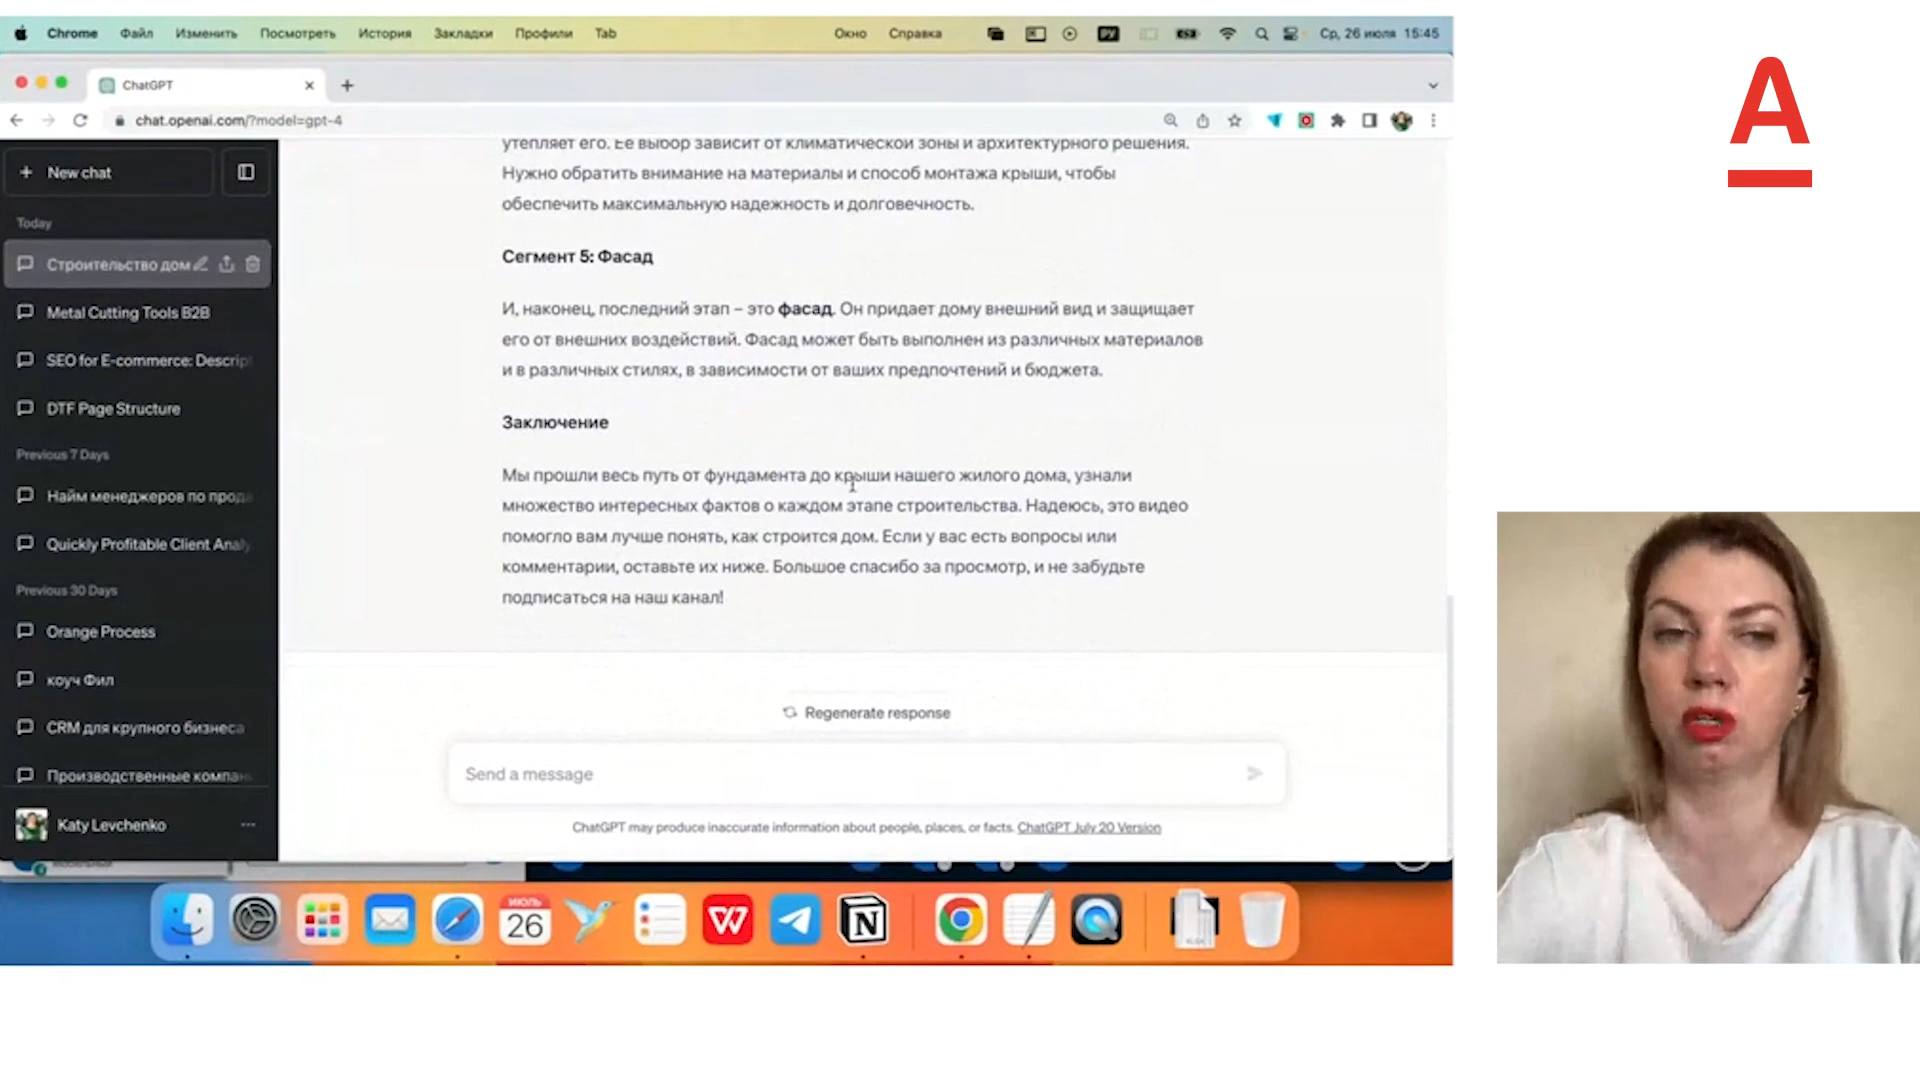 Chrome Файл Изменить Посмотреть История Закладки Профили Tab Окно Справка РУ Ср, 26 июля 15:45
ChatGPT
chat.openai.com/?model=gpt-4
New chat
Today
Строительство дом
Metal Cutting Tools B2B
SEO for E-commerce: Descrip
DTF Page Structure
Previous 7 Days
Найм менеджеров по прода
Quickly Profitable Client Analy
Previous 30 Days
Orange Process
коуч Фил
CRM для крупного бизнеса
Производственные компан
Katy Levchenko
утепляет его. Ее выбор зависит от климатической зоны и архитектурного решения.
Нужно обратить внимание на материалы и способ монтажа крыши, чтобы
обеспечить максимальную надежность и долговечность.
Сегмент 5: Фасад
И, наконец, последний этап – это фасад. Он придает дому внешний вид и защищает
его от внешних воздействий. Фасад может быть выполнен из различных материалов
и в различных стилях, в зависимости от ваших предпочтений и бюджета.
Заключение
Мы прошли весь путь от фундамента до крыши нашего жилого дома, узнали
множество интересных фактов о каждом этапе строительства. Надеюсь, это видео
помогло вам лучше понять, как строится дом. Если у вас есть вопросы или
комментарии, оставьте их ниже. Большое спасибо за просмотр, и не забудьте
подписаться на наш канал!
Regenerate response
Send a message
ChatGPT may produce inaccurate information about people, places, or facts. ChatGPT July 20 Version
ИЮЛЬ
26
А